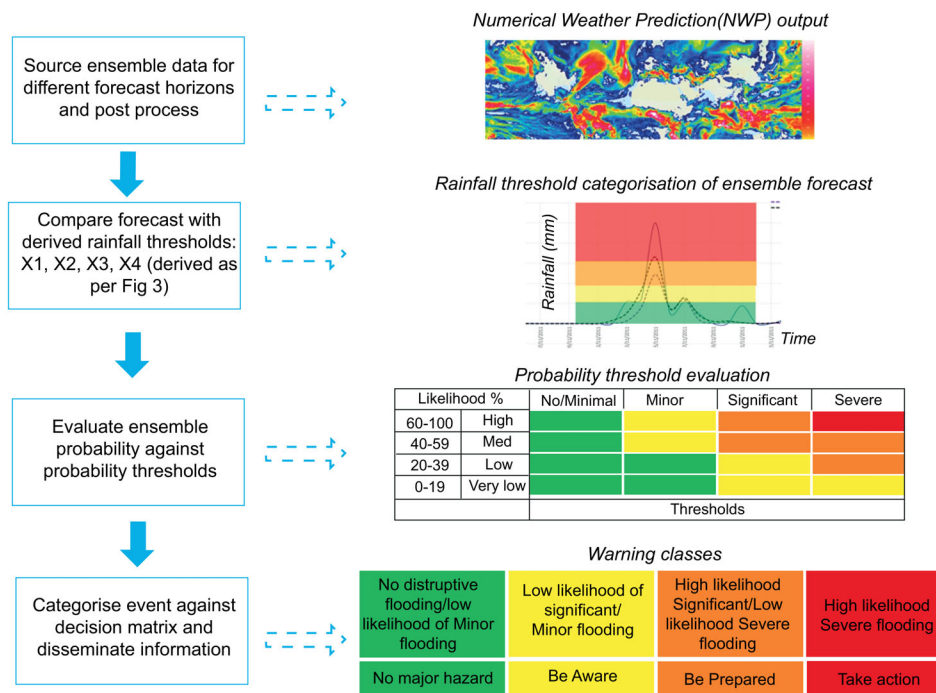 Source ensemble data for
different forecast horizons
and post process
Numerical Weather Prediction(NWP) output
Compare forecast with
derived rainfall thresholds:
X1, X2, X3, X4 (derived as
per Fig 3)
Rainfall threshold categorisation of ensemble forecast
Rainfall (mm)
Time
Evaluate ensemble
probability against
probability thresholds
Probability threshold evaluation
Likelihood % No/Minimal Minor Significant Severe
60-100 High
40-59 Med
20-39 Low
0-19 Very low
Thresholds
Categorise event against
decision matrix and
disseminate information
Warning classes
No distruptive
flooding/low
likelihood of Minor
flooding
Low likelihood of
significant/
Minor flooding
High likelihood
Significant/Low
likelihood Severe
flooding
High likelihood
Severe flooding
No major hazard
Be Aware
Be Prepared
Take action